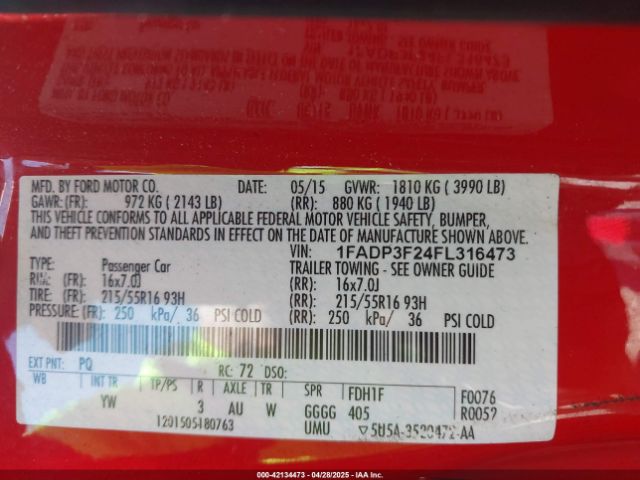 MFD. BY FORD MOTOR CO. DATE: 05/15 GVWR: 1810 KG ( 3990 LB)
GAWR: (FR): 972 KG ( 2143 LB) (RR): 880 KG ( 1940 LB)
THIS VEHICLE CONFORMS TO ALL APPLICABLE FEDERAL MOTOR VEHICLE SAFETY, BUMPER,
AND THEFT PREVENTION STANDARDS IN EFFECT ON THE DATE OF MANUFACTURE SHOWN ABOVE.
VIN: 1FADP3F24FL316473
TYPE: Passenger Car TRAILER TOWING - SEE OWNER GUIDE
RIM: (FR): 16x7.0J (RR): 16x7.0J
TIRE: (FR): 215/55R16 93H (RR): 215/55R16 93H
PRESSURE: (FR): 250 kPa/ 36 PSI COLD (RR): 250 kPa/ 36 PSI COLD
EXT PNT: PQ RC: 72 DSO:
WB INT TR TP/PS R AXLE TR SPR FDH1F F0076
YW 3 AU W GGGG 405 R0052
1201505180763 UMU 5U5A-3520472-AA
000-42134473 - 04/28/2025 - IAAI.COM